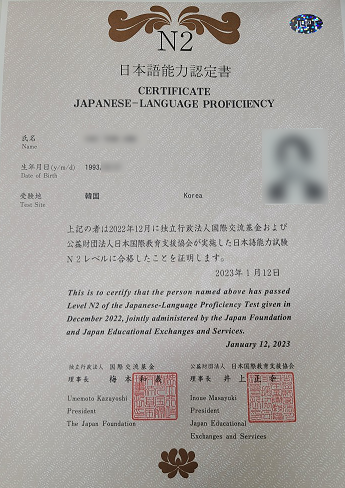 N2
日本語能力認定書
CERTIFICATE
JAPANESE-LANGUAGE PROFICIENCY
氏名
Name
生年月日(y/m/d) 1993
Date of Birth
受験地 韓国 Korea
Test Site
上記の者は2022年12月に独立行政法人国際交流基金および
公益財団法人日本国際教育支援協会が実施した日本語能力試験
N2レベルに合格したことを証明します。
2023年1月12日
This is to certify that the person named above has passed
Level N2 of the Japanese-Language Proficiency Test given in
December 2022, jointly administered by the Japan Foundation
and Japan Educational Exchanges and Services.
January 12, 2023
独立行政法人 国際交流基金
理事長 梅本和義
Umemoto Kazuyoshi
President
The Japan Foundation
公益財団法人 日本国際教育支援協会
理事長 井上正幸
Inoue Masayuki
President
Japan Educational
Exchanges and Services